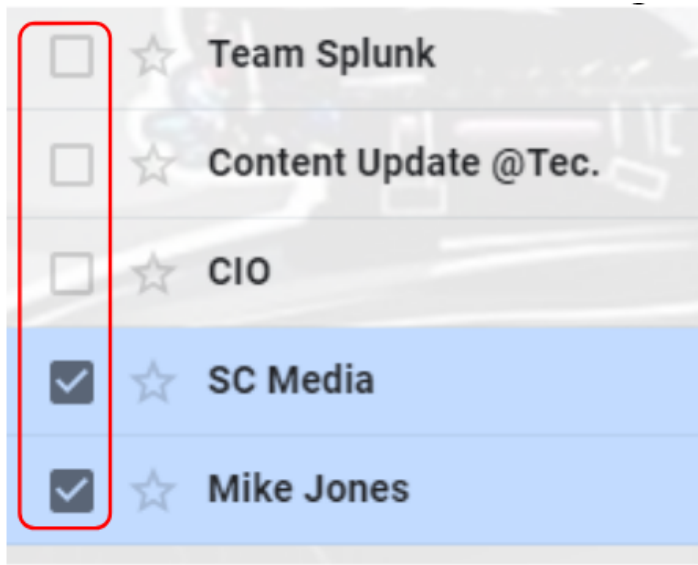 Team Splunk
Content Update @Tec.
CIO
SC Media
Mike Jones